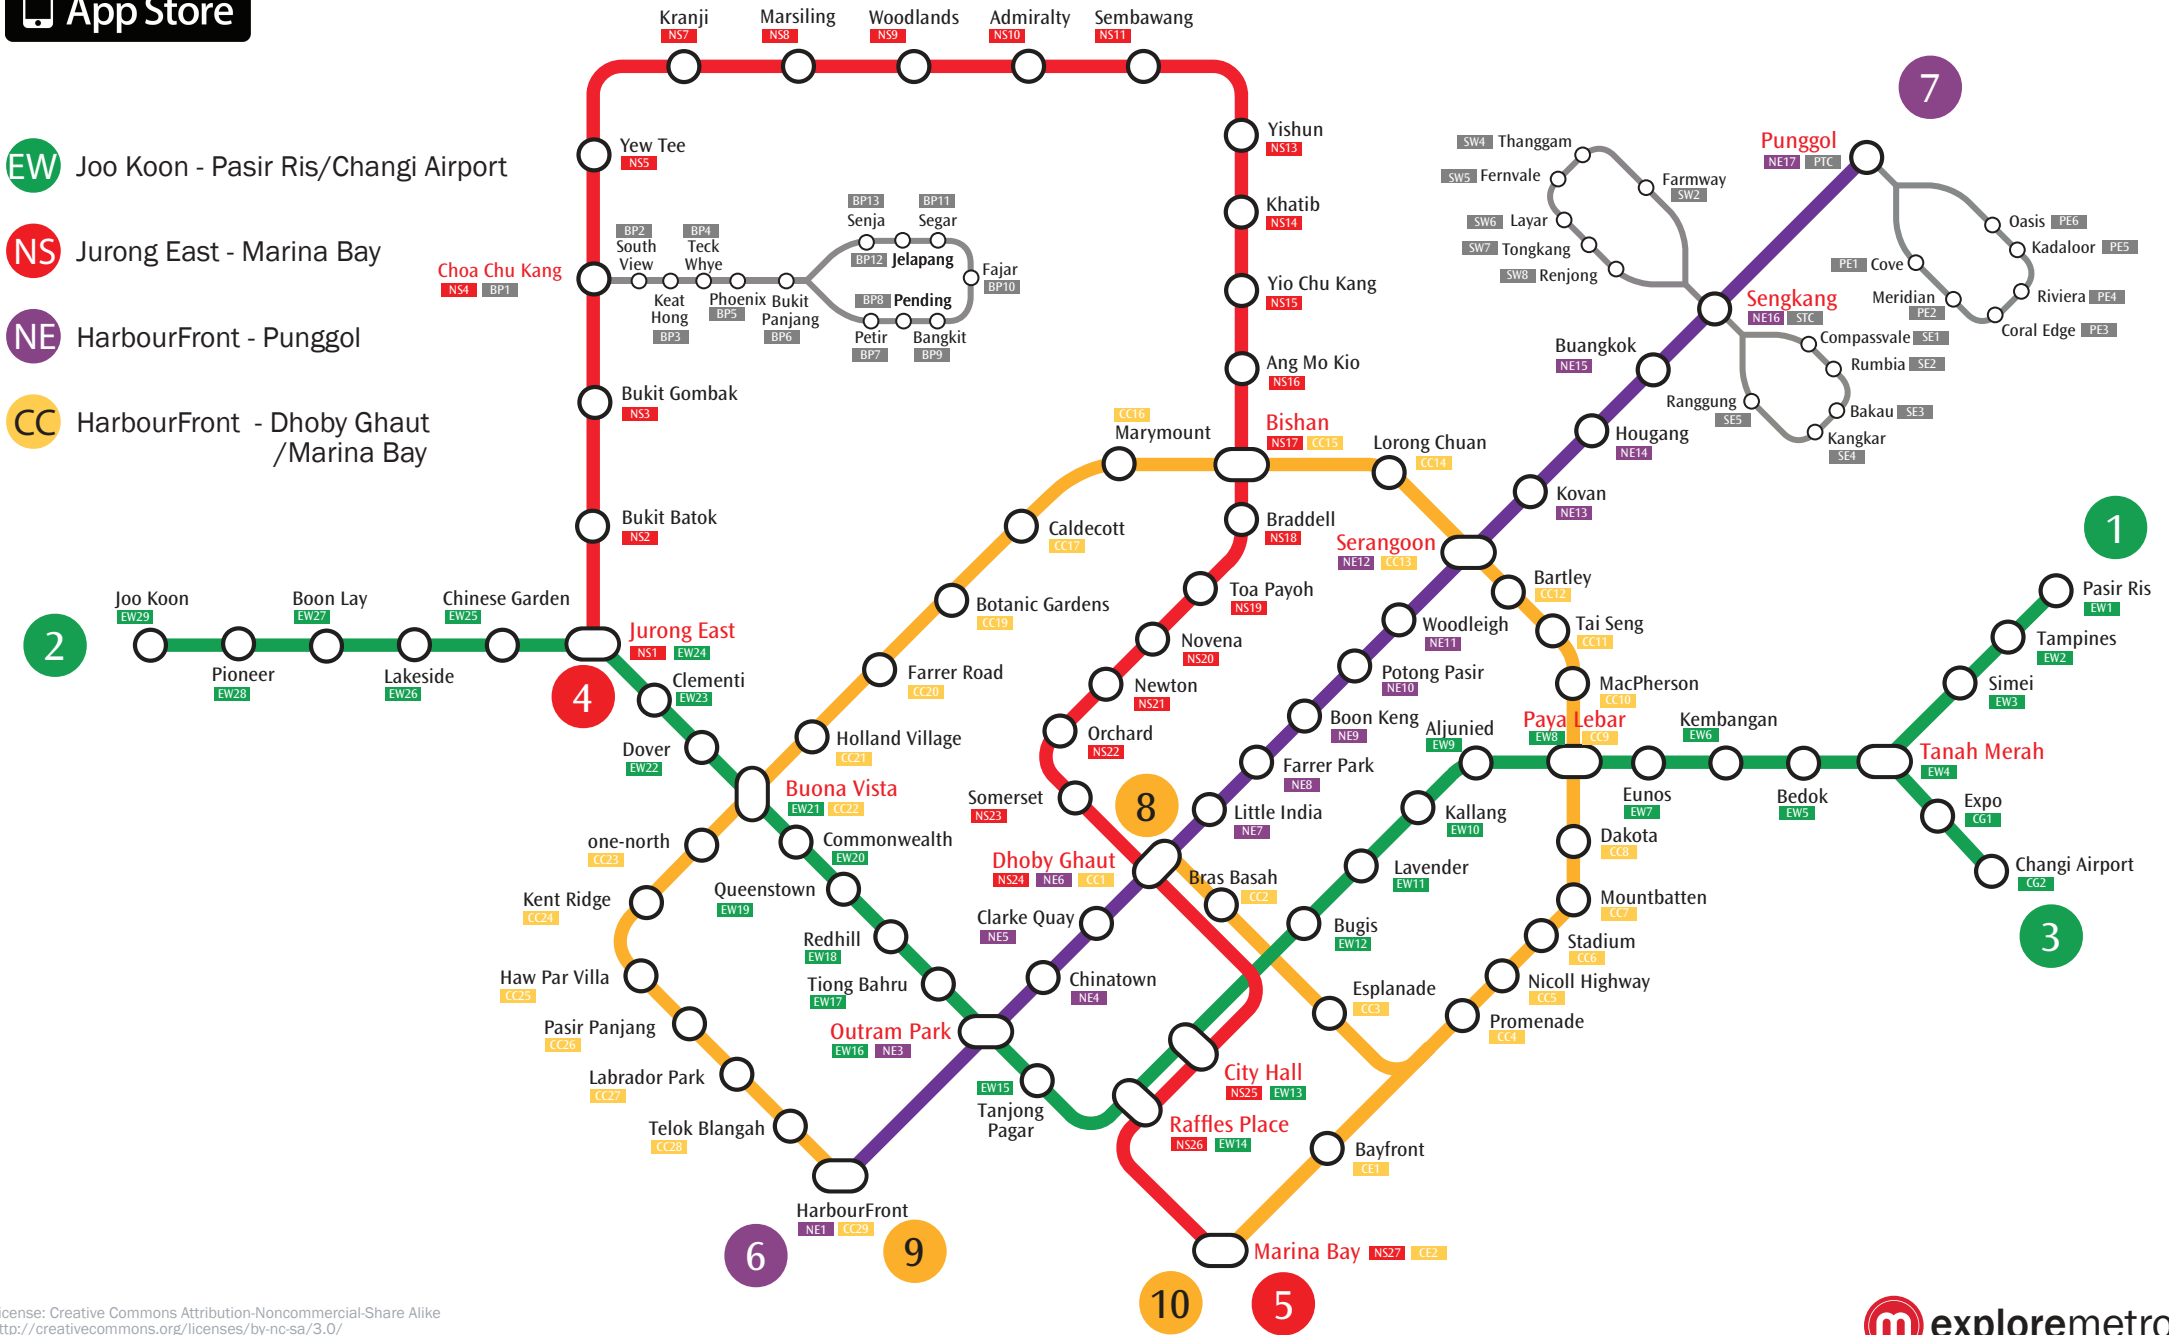 App Store
EW Joo Koon - Pasir Ris/Changi Airport
NS Jurong East - Marina Bay
NE HarbourFront - Punggol
CC HarbourFront - Dhoby Ghaut
/Marina Bay
Kranji
NS7
Marsiling
NS8
Woodlands
NS9
Admiralty
NS10
Sembawang
NS11
Yew Tee
NS5
Choa Chu Kang
NS4 BP1
Bukit Gombak
NS3
Bukit Batok
NS2
BP2
South
View
Keat
Hong
BP3
BP4
Teck
Whye
Phoenix
BP5
Bukit
Panjang
BP6
BP13
Senja
BP11
Segar
BP12 Jelapang
Fajar
BP10
BP8 Pending
Petir
BP7
Bangkit
BP9
Yishun
NS13
Khatib
NS14
Yio Chu Kang
NS15
Ang Mo Kio
NS16
Bishan
NS17 CC15
Braddell
NS18
Toa Payoh
NS19
Novena
NS20
Newton
NS21
Orchard
NS22
Somerset
NS23
Dhoby Ghaut
NS24 NE6 CC1
7
Punggol
NE17 PTC
SW4 Thanggam
SW5 Fernvale
SW6 Layar
SW7 Tongkang
SW8 Renjong
Farmway
SW2
Oasis PE6
Kadaloor PE5
Riviera PE4
Coral Edge PE3
PE1 Cove
Meridian
PE2
Sengkang
NE16 STC
Compassvale SE1
Rumbia SE2
Bakau SE3
Kangkar
SE4
Ranggung
SE5
Buangkok
NE15
Hougang
NE14
Kovan
NE13
Serangoon
NE12 CC13
Woodleigh
NE11
Potong Pasir
NE10
Boon Keng
NE9
Farrer Park
NE8
Little India
NE7
8
CC16
Marymount
Lorong Chuan
CC14
Caldecott
CC17
Botanic Gardens
CC19
Farrer Road
CC20
Holland Village
CC21
Bartley
CC12
Tai Seng
CC11
MacPherson
CC10
Paya Lebar
EW8 CC9
Dakota
CC8
Mountbatten
CC7
Stadium
CC6
Nicoll Highway
CC5
Promenade
CC4
Esplanade
CC3
Bras Basah
CC2
2
Joo Koon
EW29
Pioneer
EW28
Boon Lay
EW27
Lakeside
EW26
Chinese Garden
EW25
Jurong East
NS1 EW24
4
Clementi
EW23
Dover
EW22
Buona Vista
EW21 CC22
Commonwealth
EW20
Queenstown
EW19
Redhill
EW18
Tiong Bahru
EW17
Outram Park
EW16 NE3
EW15
Tanjong
Pagar
Raffles Place
NS26 EW14
City Hall
NS25 EW13
Bugis
EW12
Lavender
EW11
Kallang
EW10
Aljunied
EW9
Eunos
EW7
Kembangan
EW6
Bedok
EW5
Tanah Merah
EW4
Simei
EW3
Tampines
EW2
Pasir Ris
EW1
1
Expo
CG1
Changi Airport
CG2
3
one-north
CC23
Kent Ridge
CC24
Haw Par Villa
CC25
Pasir Panjang
CC26
Labrador Park
CC27
Telok Blangah
CC28
HarbourFront
NE1 CC29
6
9
Clarke Quay
NE5
Chinatown
NE4
Bayfront
CE1
Marina Bay NS27 CE2
10
5
icense: Creative Commons Attribution-Noncommercial-Share Alike
ttp://creativecommons.org/licenses/by-nc-sa/3.0/
m exploremetro